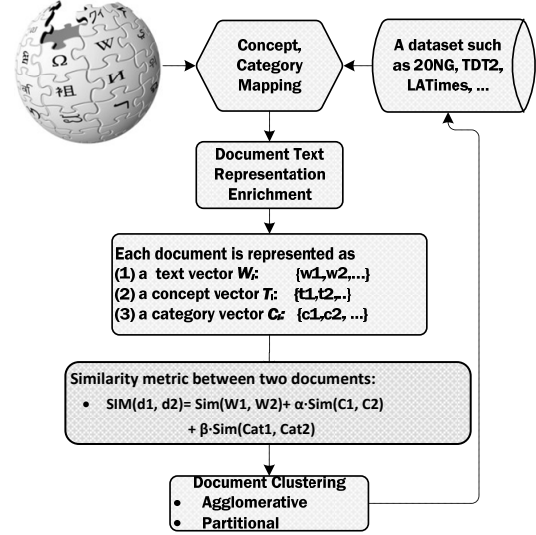 Ω
W
И
祖
Concept,
Category
Mapping
A dataset such
as 20NG, TDT2,
LATimes, ...
Document Text
Representation
Enrichment
Each document is represented as
(1) a text vector Wᵢ: {w1,w2,...}
(2) a concept vector Tᵢ: {t1,t2,..}
(3) a category vector Cᵢ: {c1,c2, ...}
Similarity metric between two documents:
• SIM(d1, d2)= Sim(W1, W2)+ α·Sim(C1, C2)
+ β·Sim(Cat1, Cat2)
Document Clustering
• Agglomerative
• Partitional